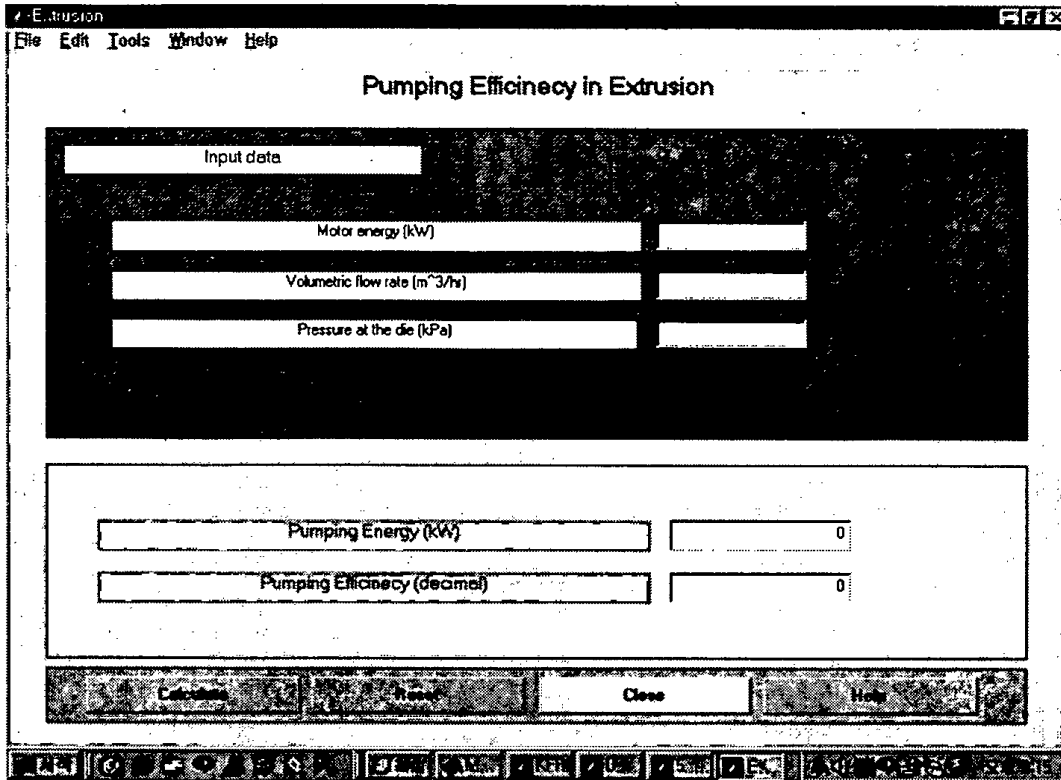 Extrusion
File Edit Tools Window Help
Pumping Efficinecy in Extrusion
Input data
Motor energy (kW)
Volumetric flow rate (m^3/hr)
Pressure at the die (kPa)
Pumping Energy (kW) 0
Pumping Efficinecy (decimal) 0
Calculate Reset Close Help